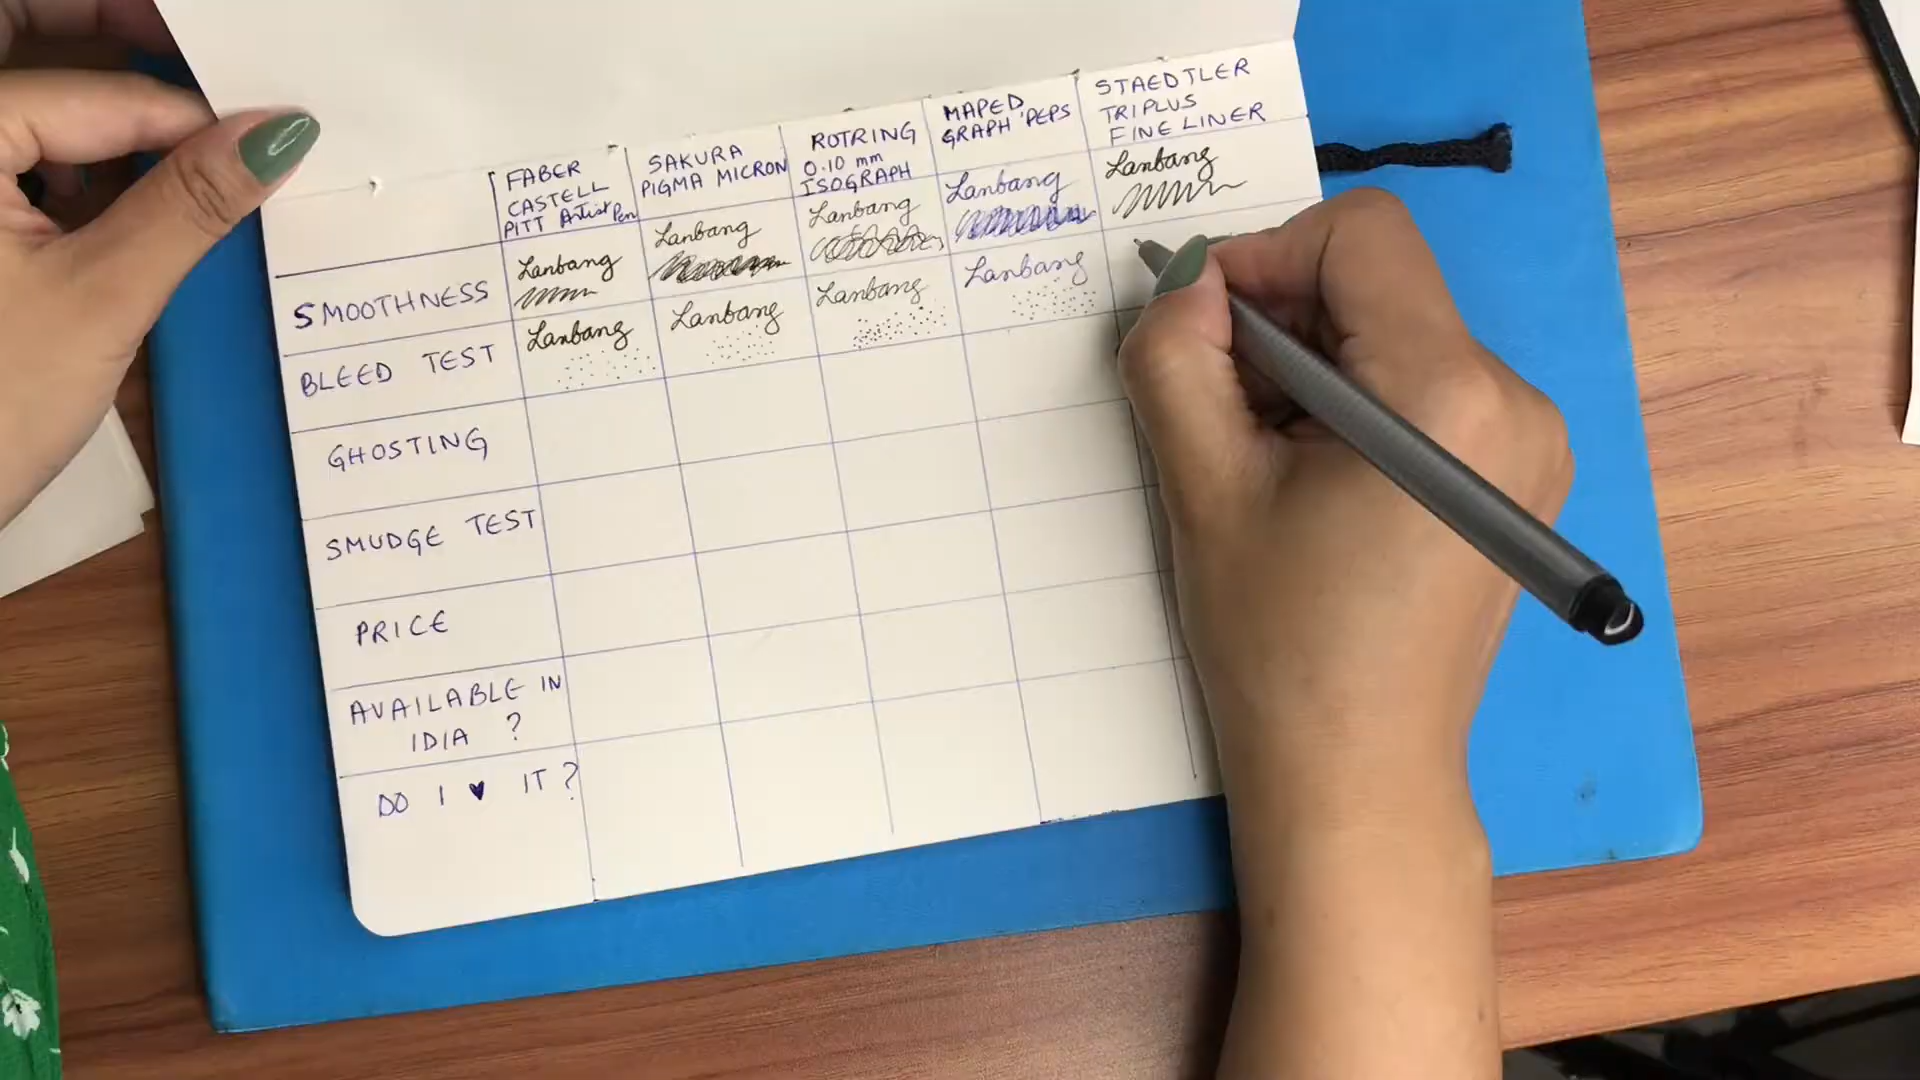 FABER
CASTELL
PITT Artist Pen
SAKURA
PIGMA MICRON
ROTRING
0.10 mm
ISOGRAPH
MAPED
GRAPH'PEPS
STAEDTLER
TRIPLUS
FINE LINER
SMOOTHNESS
Lanbang
Lanbang
Lanbang
Lanbang
Lanbang
BLEED TEST
Lanbang
Lanbang
Lanbang
Lanbang
GHOSTING
SMUDGE TEST
PRICE
AVAILABLE IN
IDIA ?
DO I ♥ IT ?